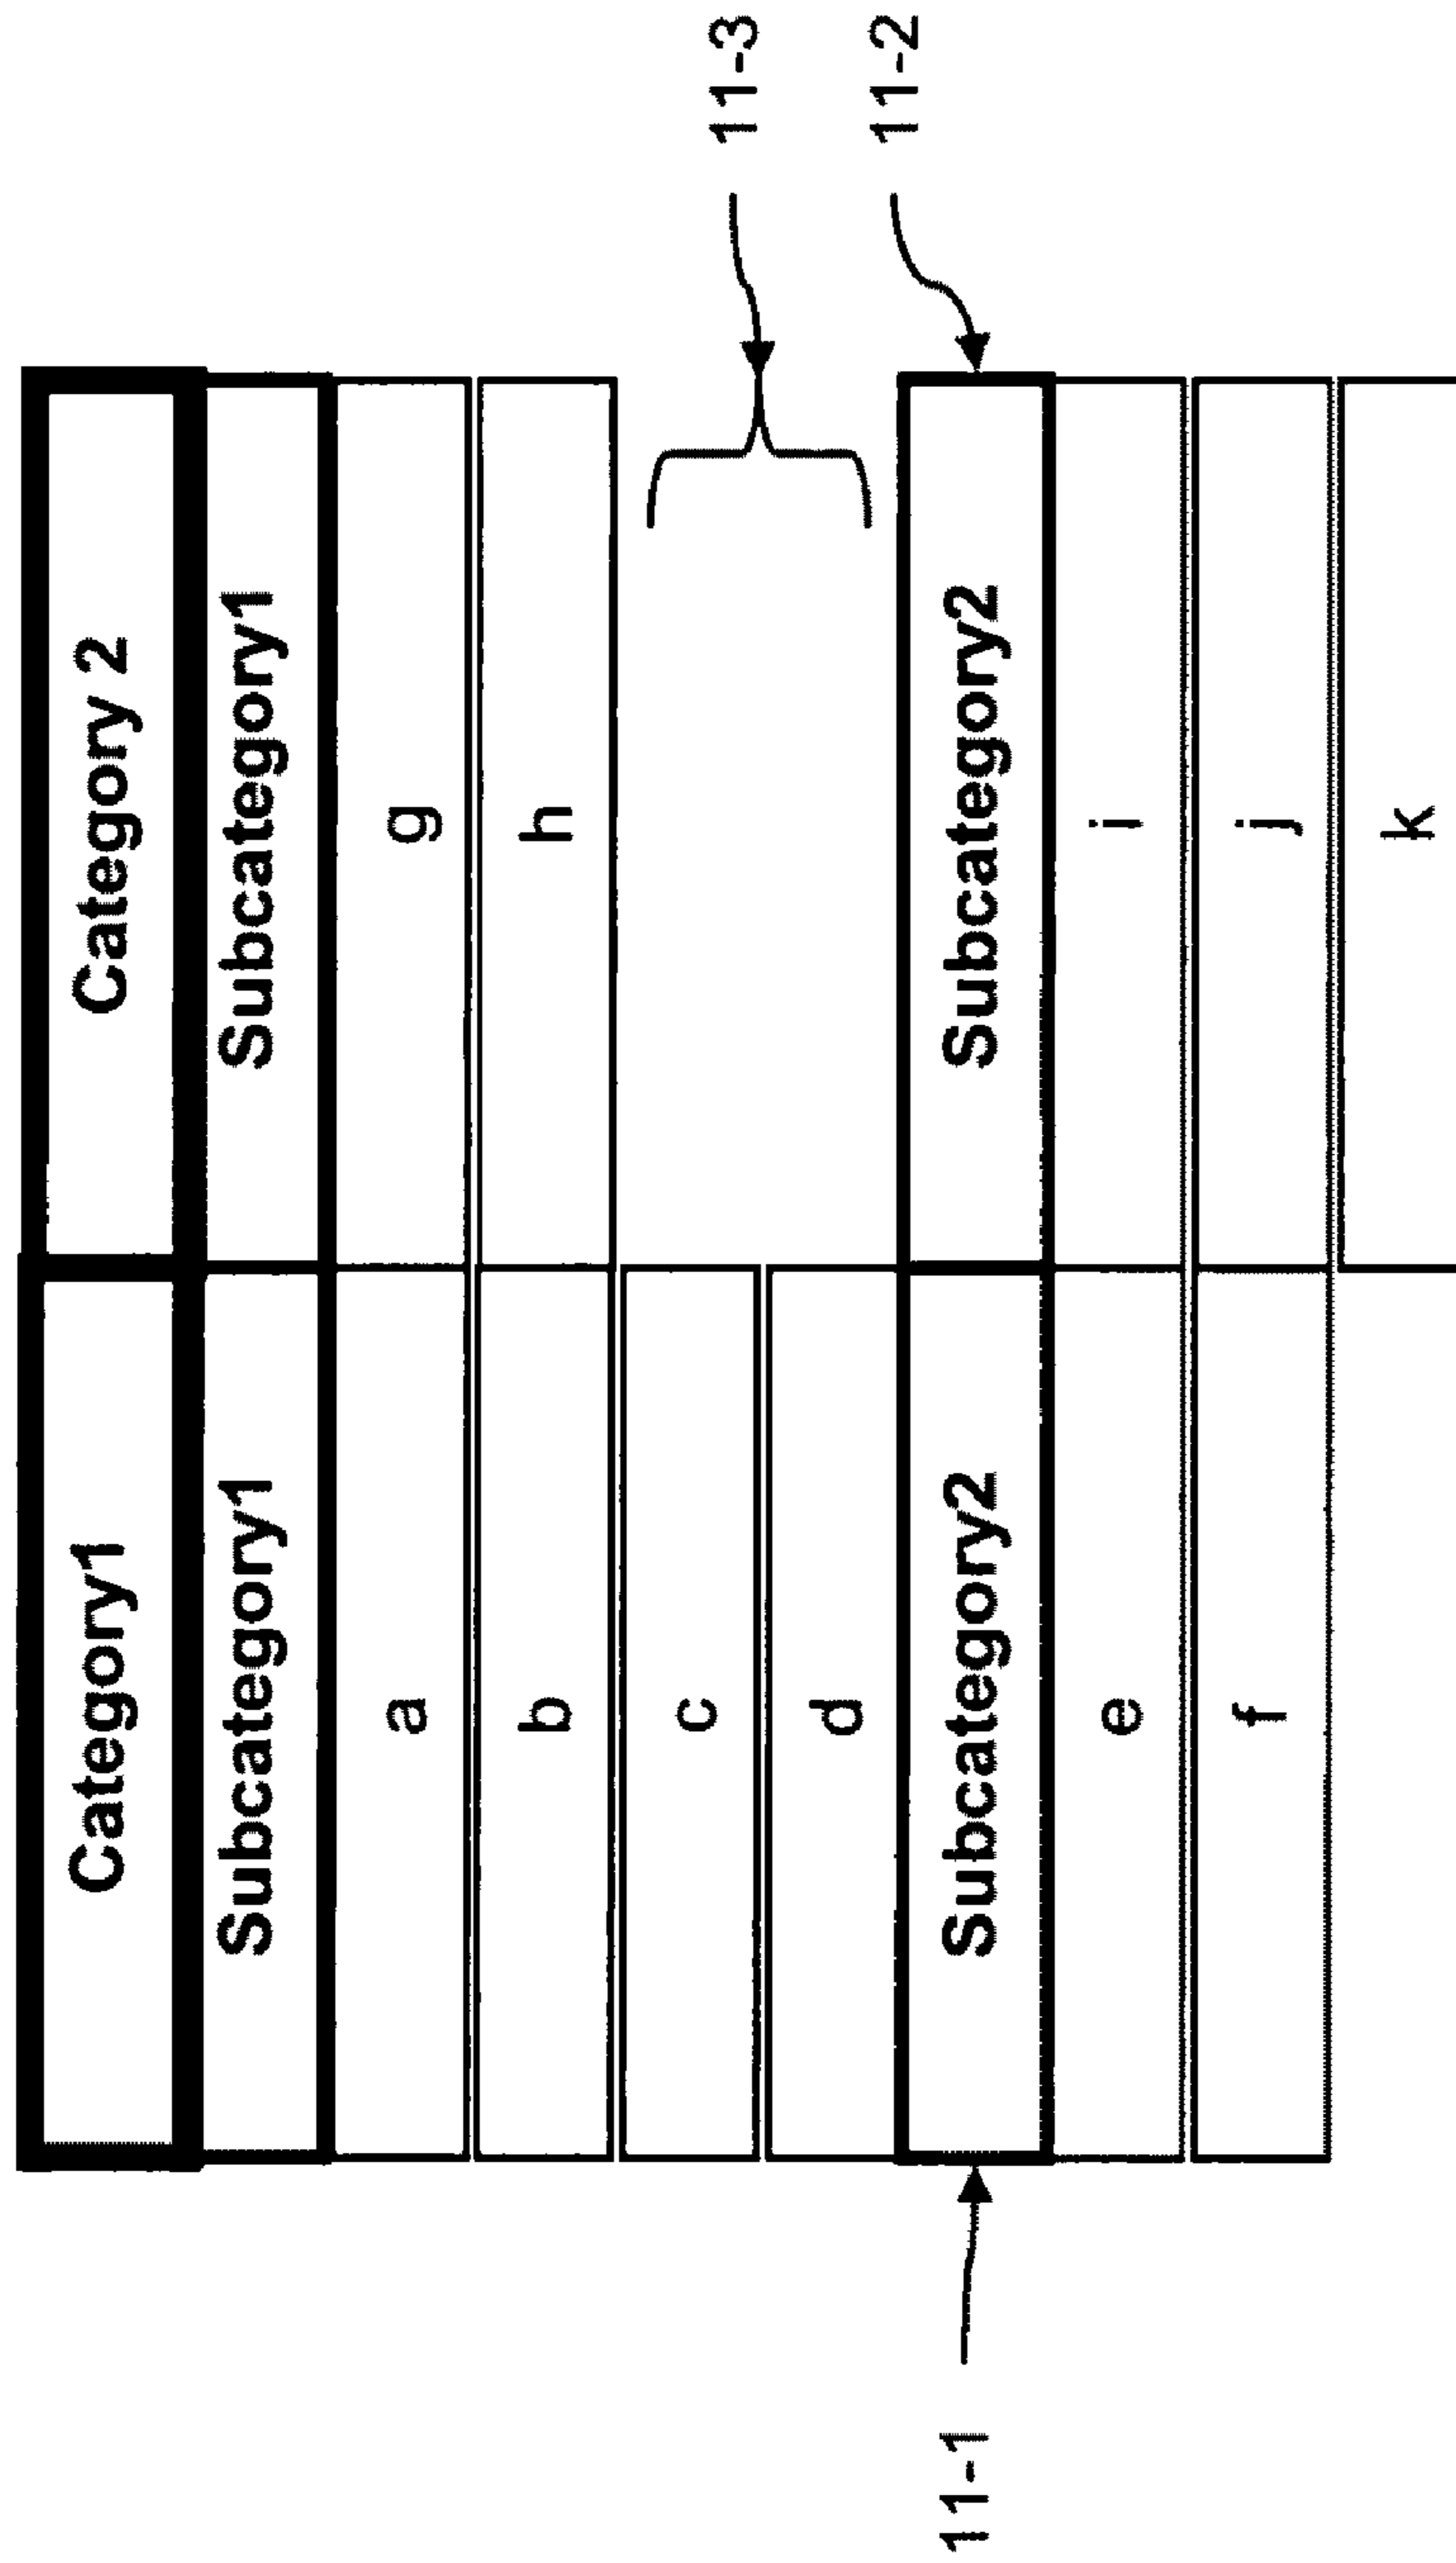 Category1 Category 2
Subcategory1 Subcategory1
a g
b h
c
d 11-3
11-1 Subcategory2 Subcategory2 11-2
e i
f j
k